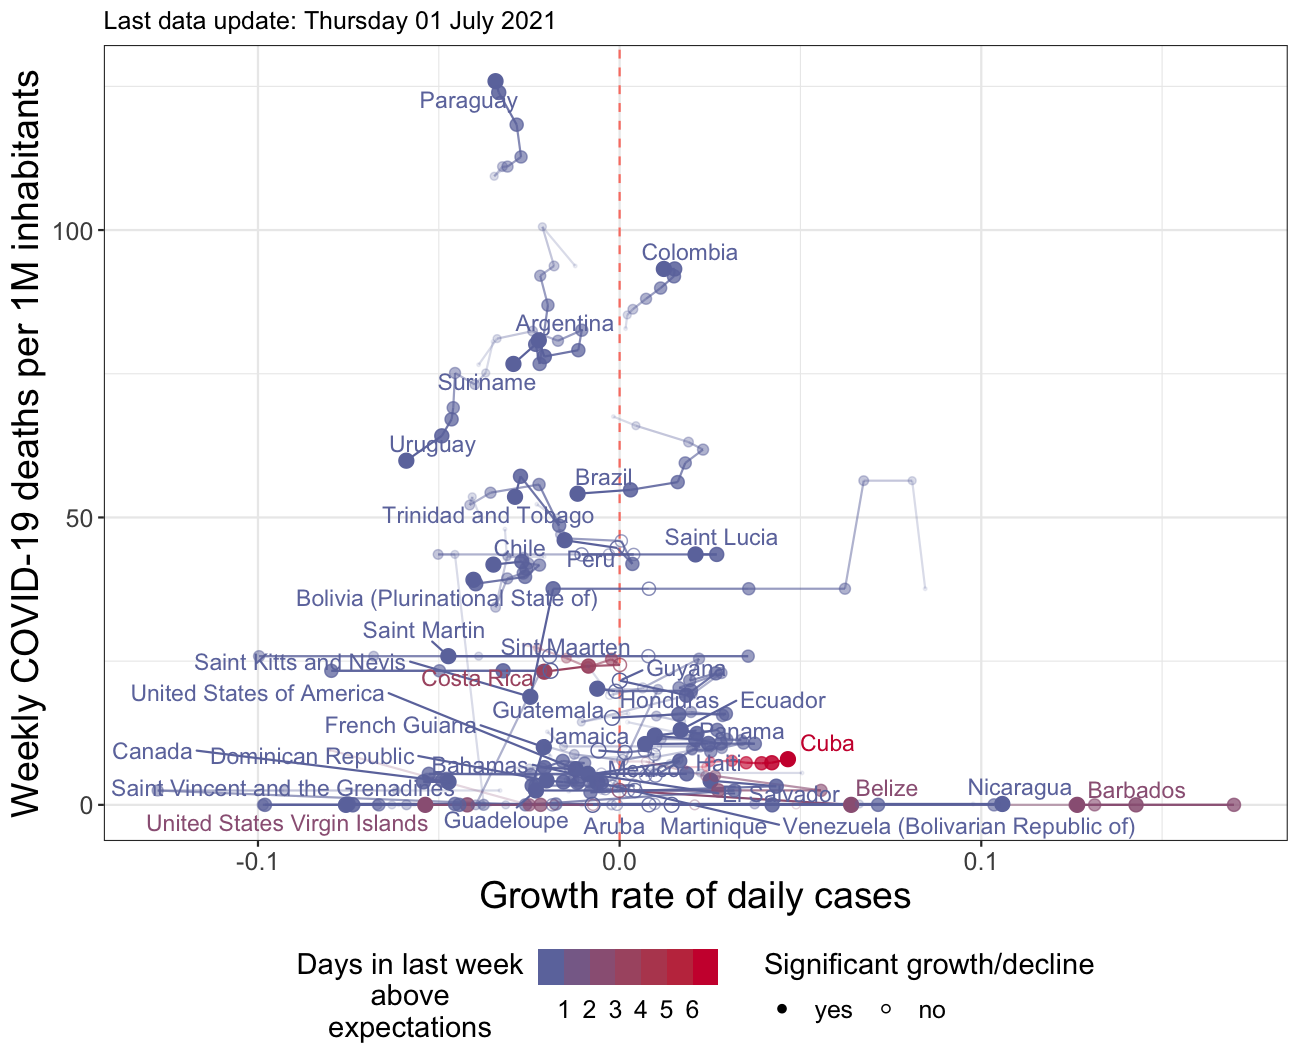 Last data update: Thursday 01 July 2021
Weekly COVID-19 deaths per 1M inhabitants
100
50
0
Paraguay
Colombia
Argentina
Suriname
Uruguay
Brazil
Trinidad and Tobago
Saint Lucia
Chile
Peru
Bolivia (Plurinational State of)
Saint Martin
Sint Maarten
Saint Kitts and Nevis
Guyana
Costa Rica
United States of America
Honduras
Ecuador
Guatemala
French Guiana
Jamaica
Panama
Cuba
Canada
Dominican Republic
Bahamas
Mexico
Haiti
Saint Vincent and the Grenadines
El Salvador
Belize
Nicaragua
Barbados
United States Virgin Islands
Guadeloupe
Aruba
Martinique
Venezuela (Bolivarian Republic of)
-0.1
0.0
0.1
Growth rate of daily cases
Days in last week
above
expectations
1 2 3 4 5 6
Significant growth/decline
yes
no